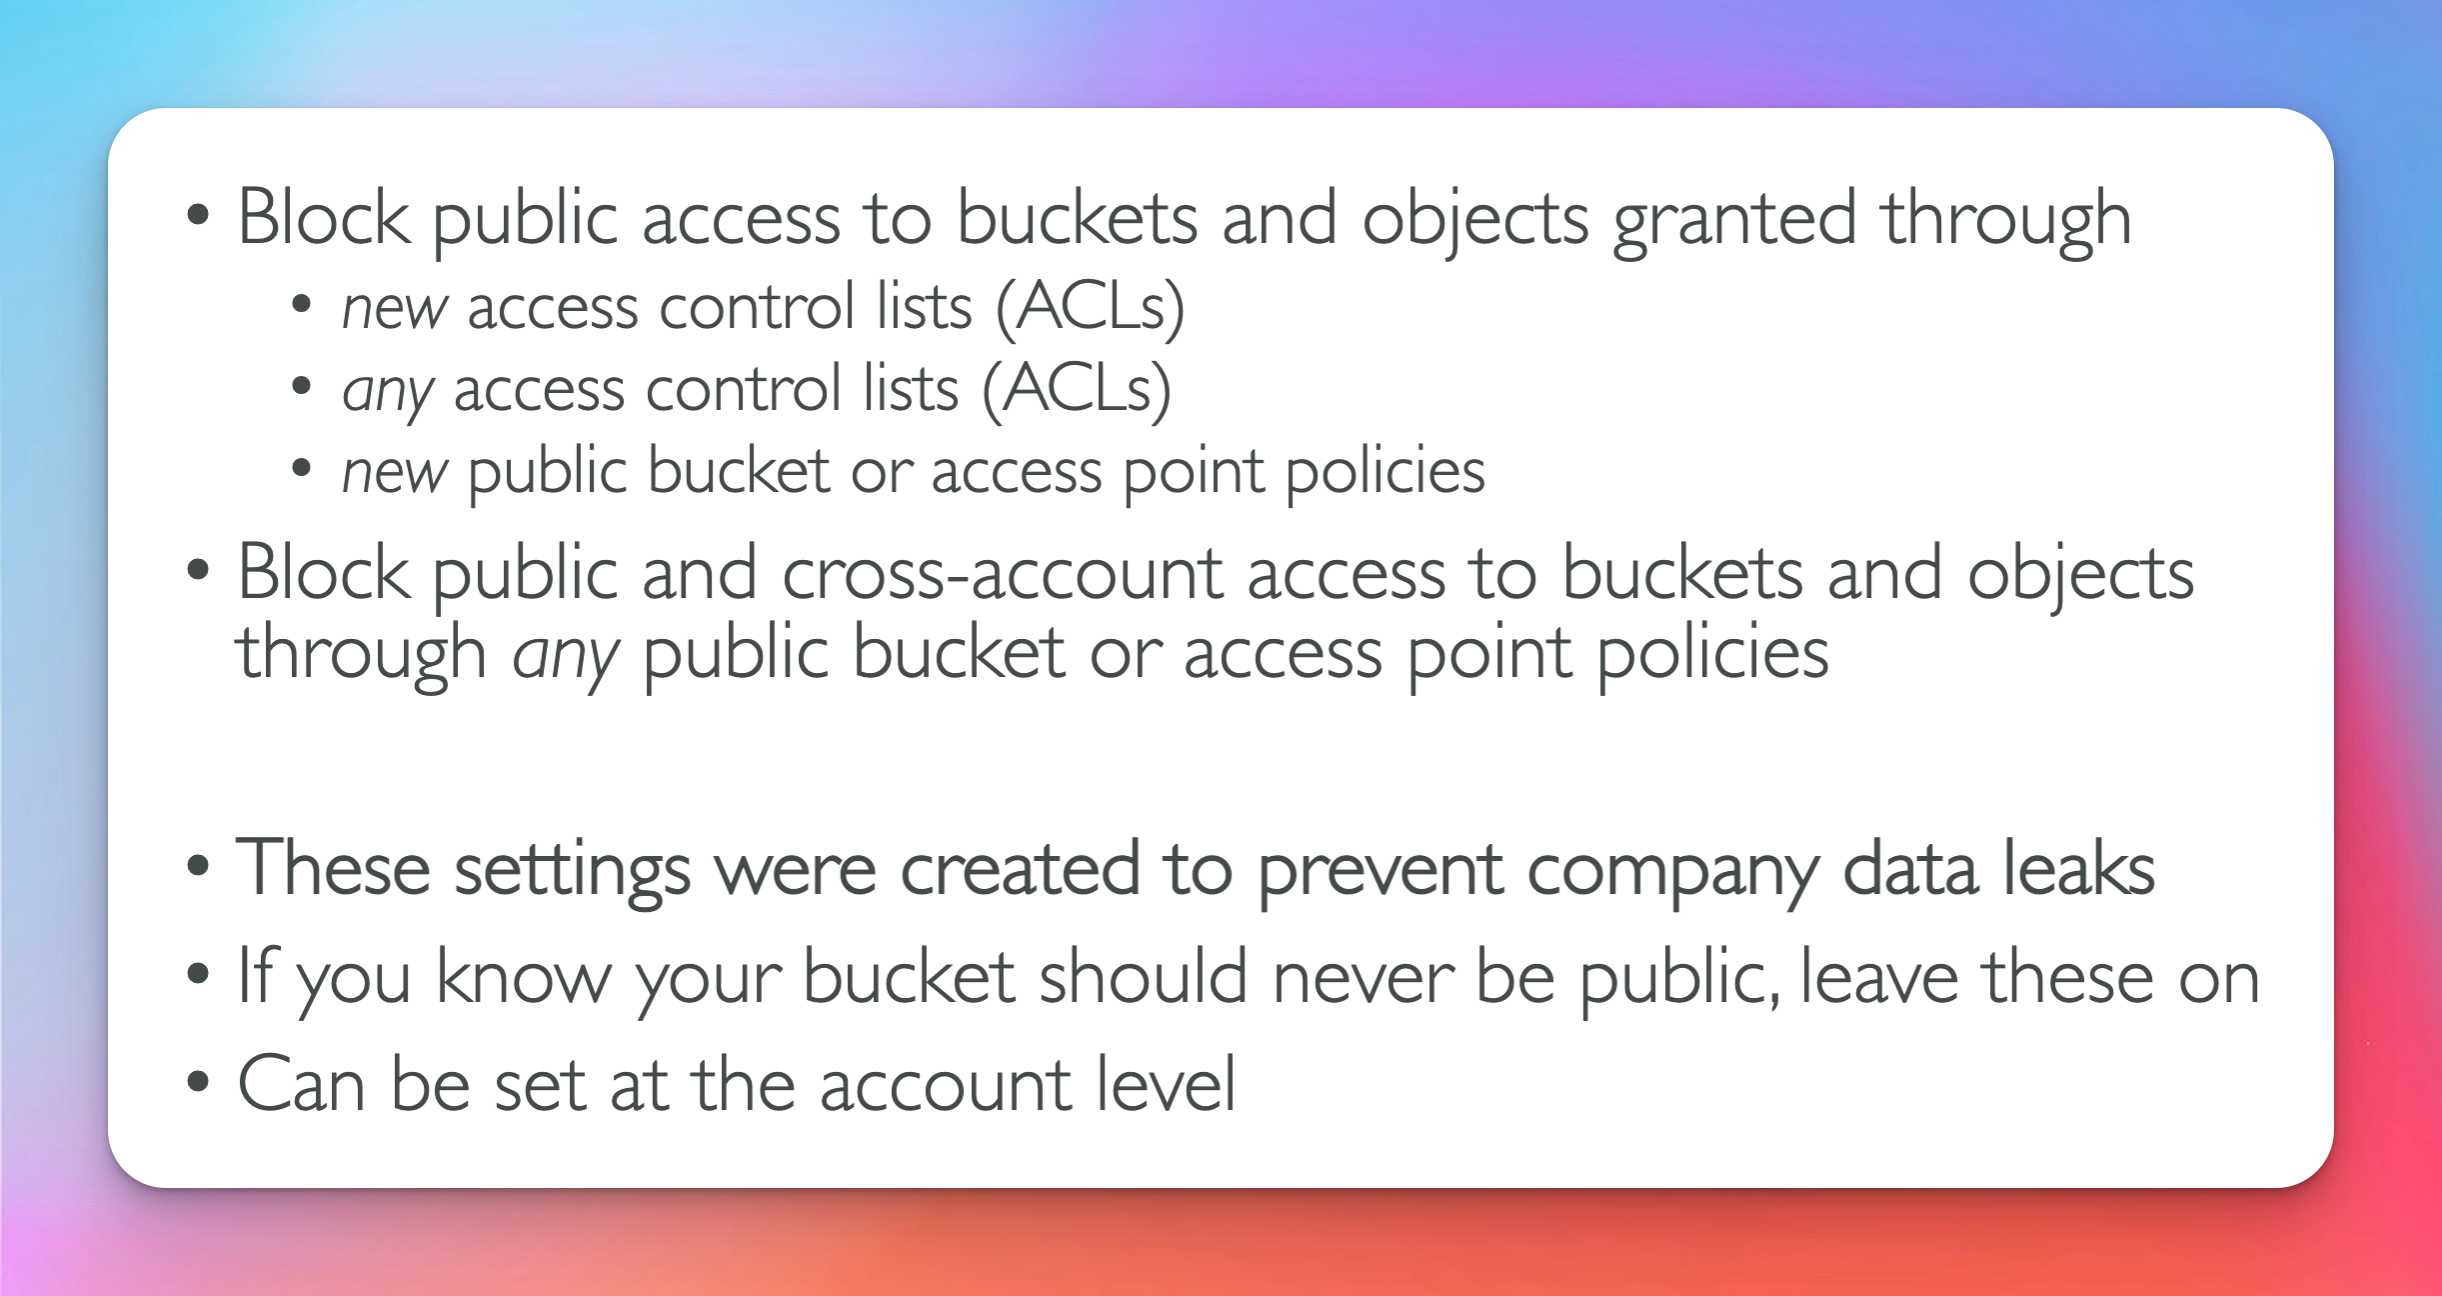 • Block public access to buckets and objects granted through
• new access control lists (ACLs)
• any access control lists (ACLs)
• new public bucket or access point policies
• Block public and cross-account access to buckets and objects
through any public bucket or access point policies
• These settings were created to prevent company data leaks
• If you know your bucket should never be public, leave these on
• Can be set at the account level